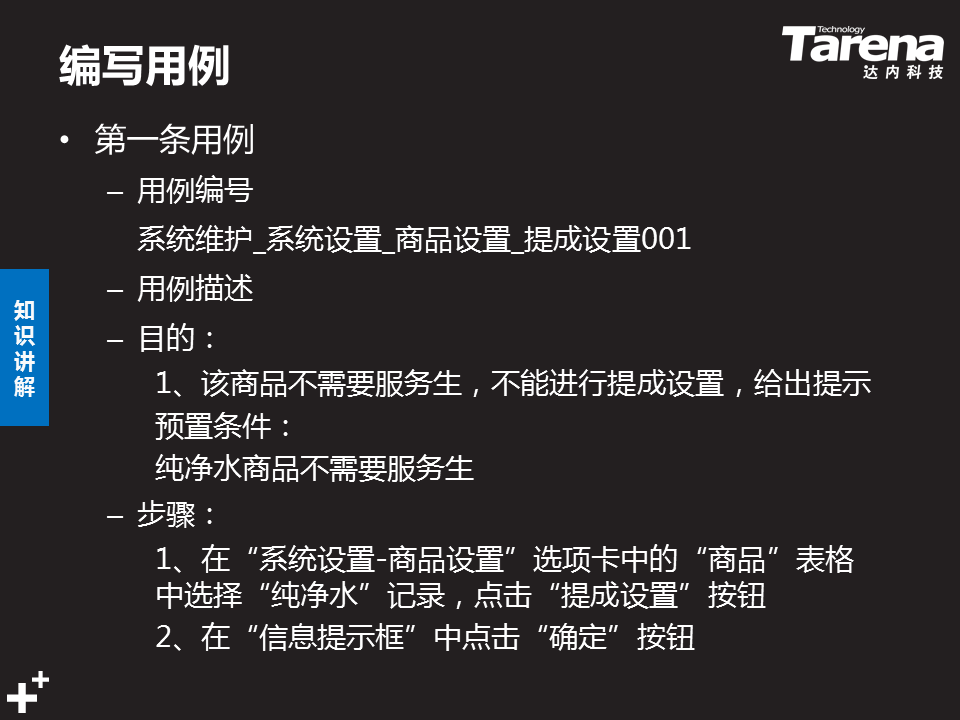 编写用例
Technology
Tarena
达内科技
• 第一条用例
– 用例编号
系统维护_系统设置_商品设置_提成设置001
– 用例描述
– 目的：
1、该商品不需要服务生，不能进行提成设置，给出提示
预置条件：
纯净水商品不需要服务生
– 步骤：
1、在“系统设置-商品设置”选项卡中的“商品”表格
中选择“纯净水”记录，点击“提成设置”按钮
2、在“信息提示框”中点击“确定”按钮
知识讲解